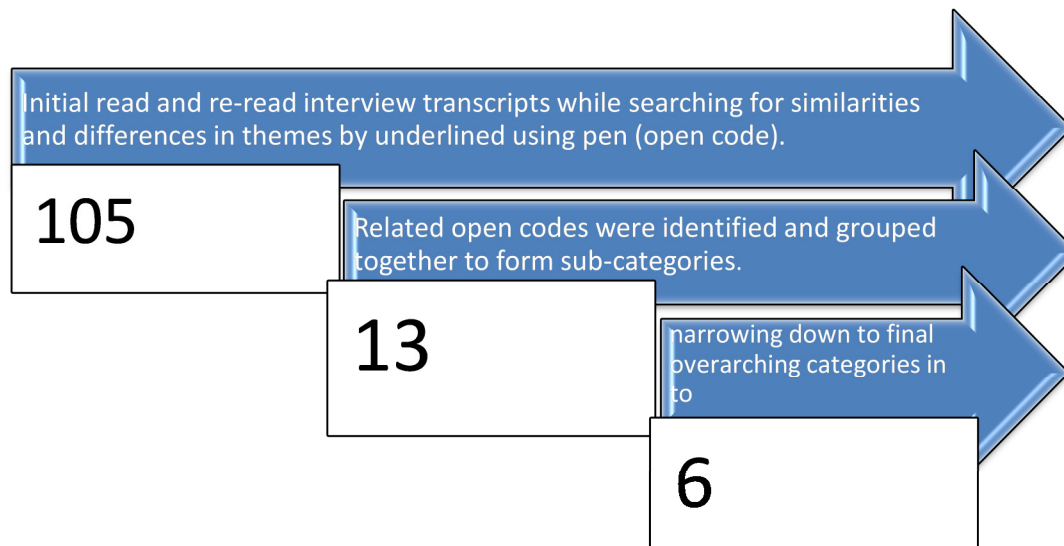 Initial read and re-read interview transcripts while searching for similarities
and differences in themes by underlined using pen (open code).
105
Related open codes were identified and grouped
together to form sub-categories.
13
narrowing down to final
overarching categories in
to
6